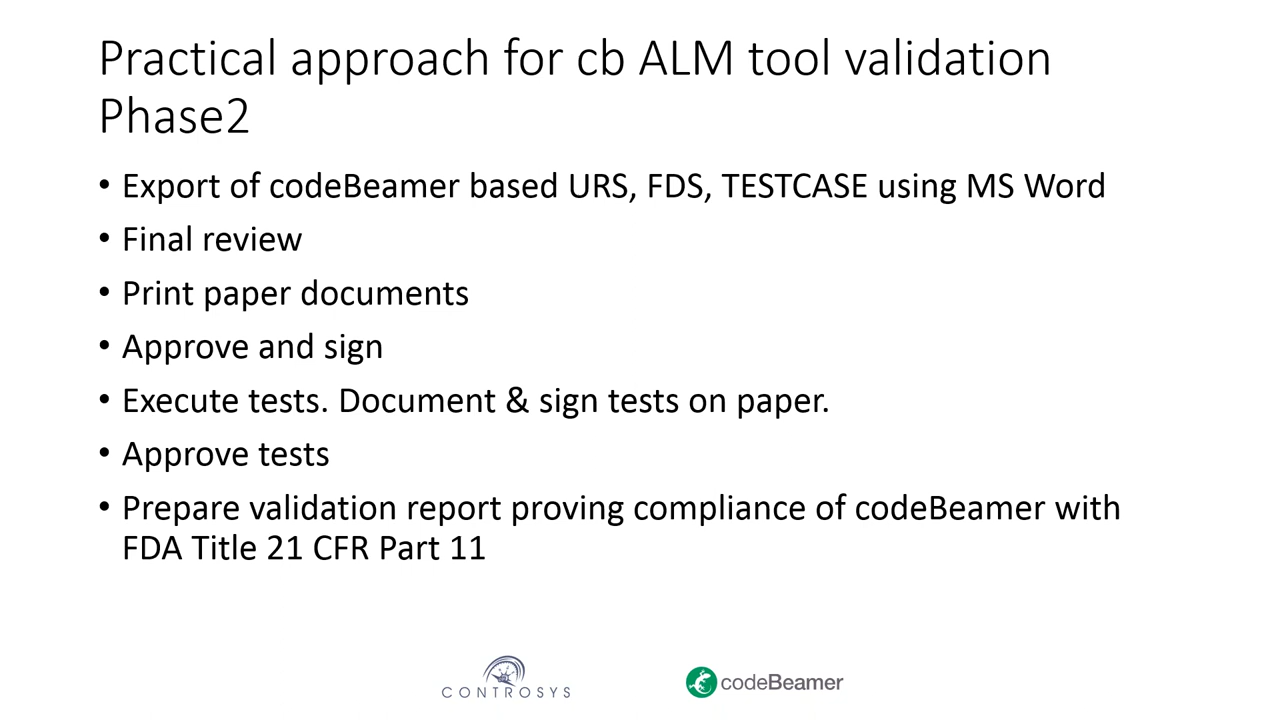 Practical approach for cb ALM tool validation
Phase2
• Export of codeBeamer based URS, FDS, TESTCASE using MS Word
• Final review
• Print paper documents
• Approve and sign
• Execute tests. Document & sign tests on paper.
• Approve tests
• Prepare validation report proving compliance of codeBeamer with
FDA Title 21 CFR Part 11
CONTROSYS
codeBeamer